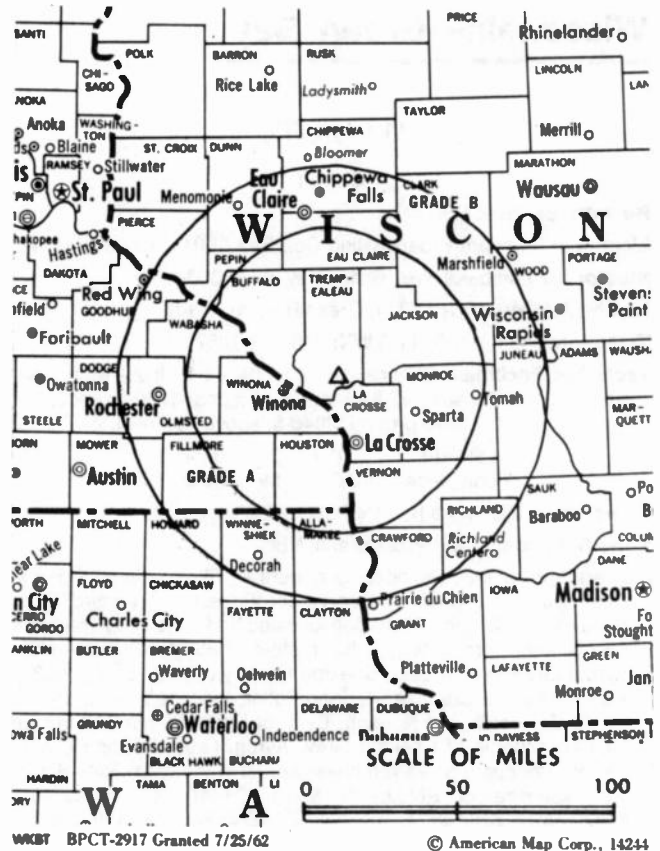 PRICE
SANTI
POLK
BARRON
RUSK
Rhinelander
CHI-
SAGO
Rice Lake
Ladysmith
LINCOLN
NOKA
TAYLOR
Anoka
WASHING-
TON
Blaine
ST. CROIX
DUNN
CHIPPEWA
Merrill
RAMSEY
Stillwater
Bloomer
MARATHON
St. Paul
Menomonie
Eau
Claire
Chippewa
Falls
CLARK
GRADE B
Wausau
PIERCE
W I S C O N
Hastings
PEPIN
EAU CLAIRE
Marshfield
WOOD
PORTAGE
DAKOTA
BUFFALO
TREMP
EALEAU
Red Wing
GOODHUE
WABASHA
JACKSON
Wisconsin
Rapids
Stevens
Point
Faribault
JUNEAU
ADAMS
WAUSH
DODGE
WINONA
MONROE
Owatonna
Rochester
Winona
LA
CROSSE
Sparta
Tomah
MAR-
QUETT
STEELE
OLMSTED
MOWER
FILLMORE
HOUSTON
La Crosse
Austin
GRADE A
VERNON
SAUK
RICHLAND
Baraboo
MITCHELL
HOWARD
WINNE-
SHIEK
ALLA-
MAKEE
CRAWFORD
Richland
Center
Decorah
DANE
FLOYD
CHICKASAW
IOWA
Madison
Charles City
FAYETTE
CLAYTON
Prairie du Chien
GRANT
CERRO
GORDO
BUTLER
BREMER
GREEN
Waverly
Oelwein
Platteville
LAFAYETTE
Monroe
Cedar Falls
DELAWARE
DUBUQUE
GRUNDY
Waterloo
Dubuque
Evansdale
Independence
STEPHENSON
BLACK HAWK
HARDIN
TAMA
BENTON
SCALE OF MILES
W A
0 50 100
WKBT BPCT-2917 Granted 7/25/62
© American Map Corp., 14244